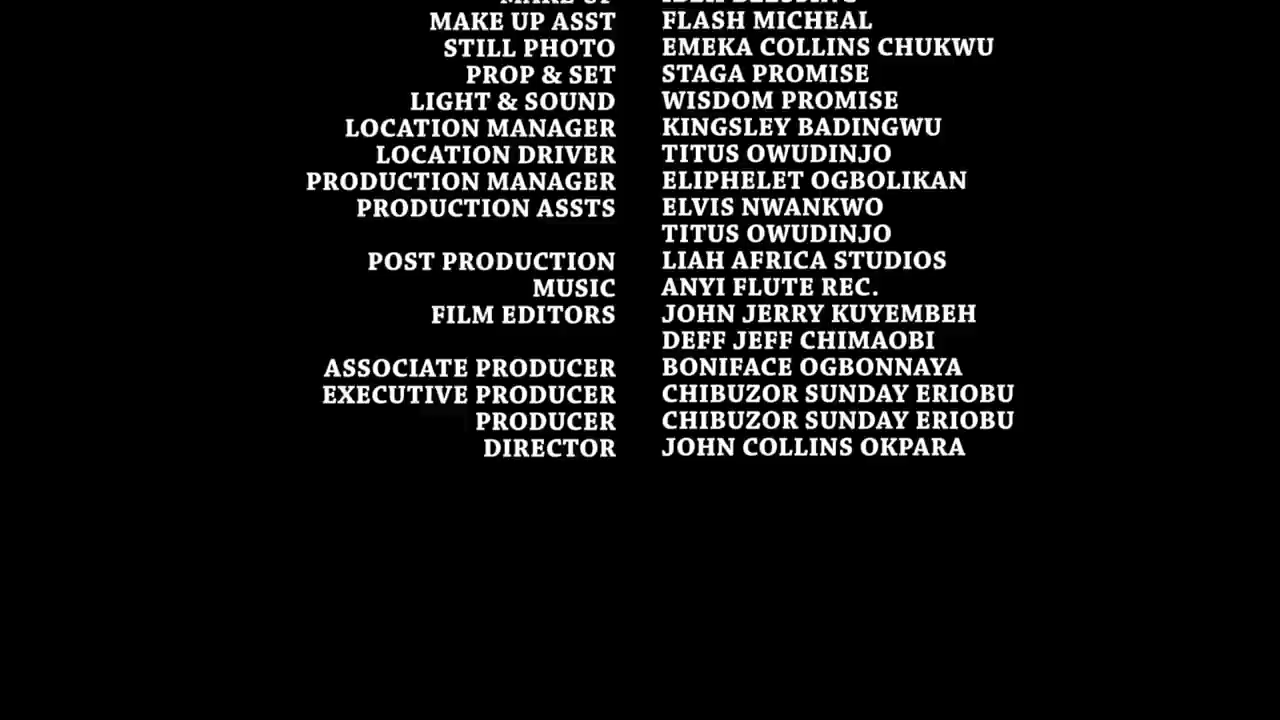 MAKE UP ASST FLASH MICHEAL
STILL PHOTO EMEKA COLLINS CHUKWU
PROP & SET STAGA PROMISE
LIGHT & SOUND WISDOM PROMISE
LOCATION MANAGER KINGSLEY BADINGWU
LOCATION DRIVER TITUS OWUDINJO
PRODUCTION MANAGER ELIPHELET OGBOLIKAN
PRODUCTION ASSTS ELVIS NWANKWO
TITUS OWUDINJO
POST PRODUCTION LIAH AFRICA STUDIOS
MUSIC ANYI FLUTE REC.
FILM EDITORS JOHN JERRY KUYEMBEH
DEFF JEFF CHIMAOBI
ASSOCIATE PRODUCER BONIFACE OGBONNAYA
EXECUTIVE PRODUCER CHIBUZOR SUNDAY ERIOBU
PRODUCER CHIBUZOR SUNDAY ERIOBU
DIRECTOR JOHN COLLINS OKPARA